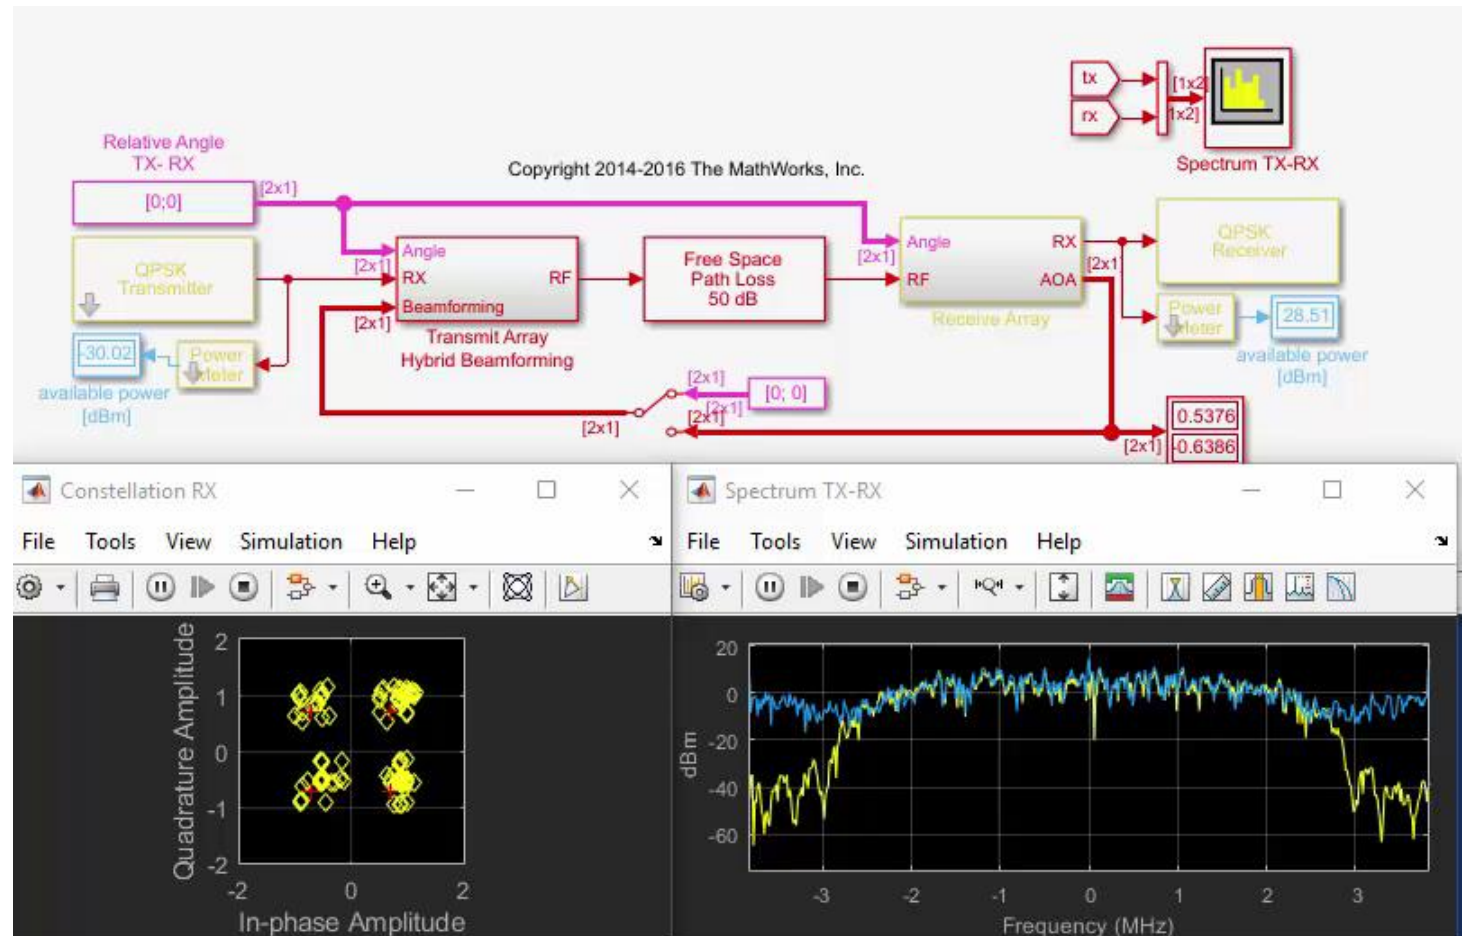 tx
[1x2]
rx
1x2]
Spectrum TX-RX
Relative Angle
TX- RX
Copyright 2014-2016 The MathWorks, Inc.
[2x1]
[0;0]
QPSK
Transmitter
Angle
[2x1]
RX
RF
Beamforming
[2x1]
Transmit Array
Hybrid Beamforming
Free Space
Path Loss
50 dB
[2x1]
Angle
RX
RF
AOA
[2x1]
Receive Array
QPSK
Receiver
Power
Meter
28.51
available power
[dBm]
-30.02
Power
Meter
available power
[dBm]
[2x1]
[0; 0]
[2x1]
[2x1]
[2x1]
[2x1]
0.5376
-0.6386
Constellation RX
File Tools View Simulation Help
Quadrature Amplitude
2
1
0
-1
-2
-2 0 2
In-phase Amplitude
Spectrum TX-RX
File Tools View Simulation Help
dBm
20
0
-20
-40
-60
-3 -2 -1 0 1 2 3
Frequency (MHz)